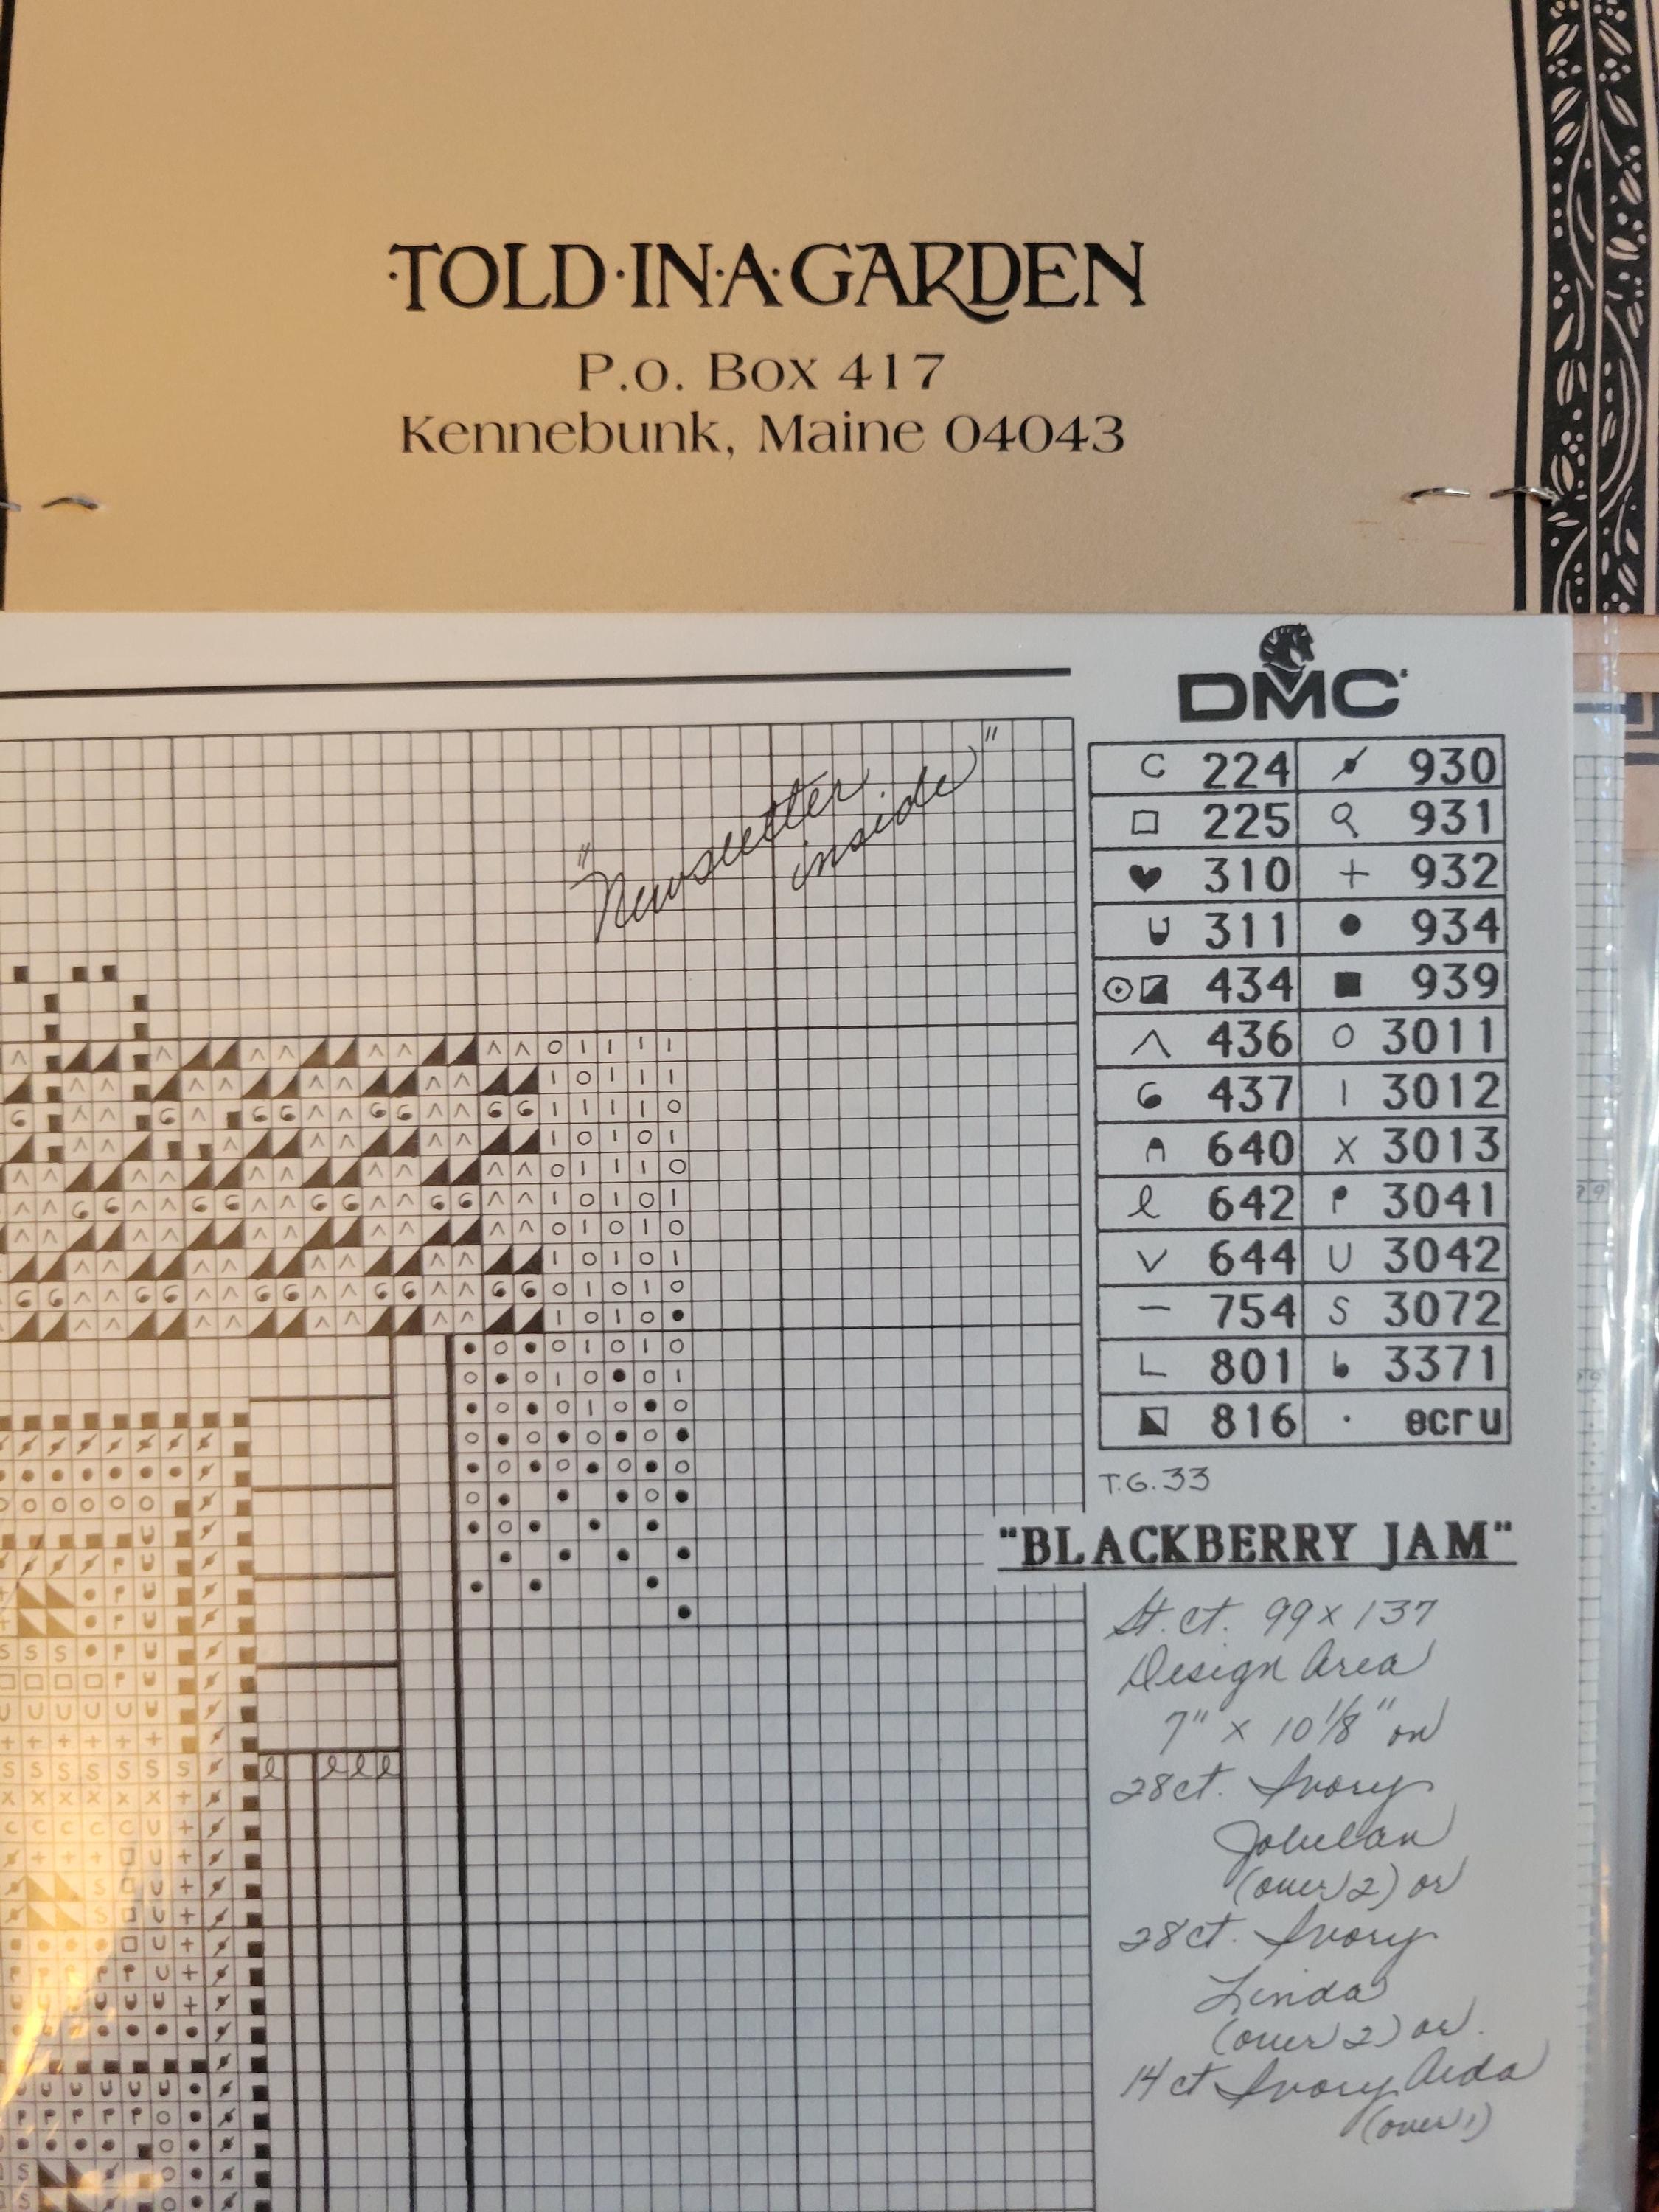 ·TOLD·IN·A·GARDEN
P.O. BOX 417
Kennebunk, Maine 04043
DMC
"Newsletter
inside"
C 224 930
225 931
♥ 310 + 932
311 ● 934
434 ■ 939
^ 436 O 3011
6 437 | 3012
640 X 3013
ℓ 642 3041
V 644 U 3042
— 754 S 3072
L 801 3371
816 · ecru
T.G.33
"BLACKBERRY JAM"
St. ct. 99 x 137
Design Area
7" x 10 1/8" on
28ct. Ivory
Jobelan
(over 2) or
28ct. Ivory
Linda
(over 2) or
14 ct Ivory Aida
(over 1)